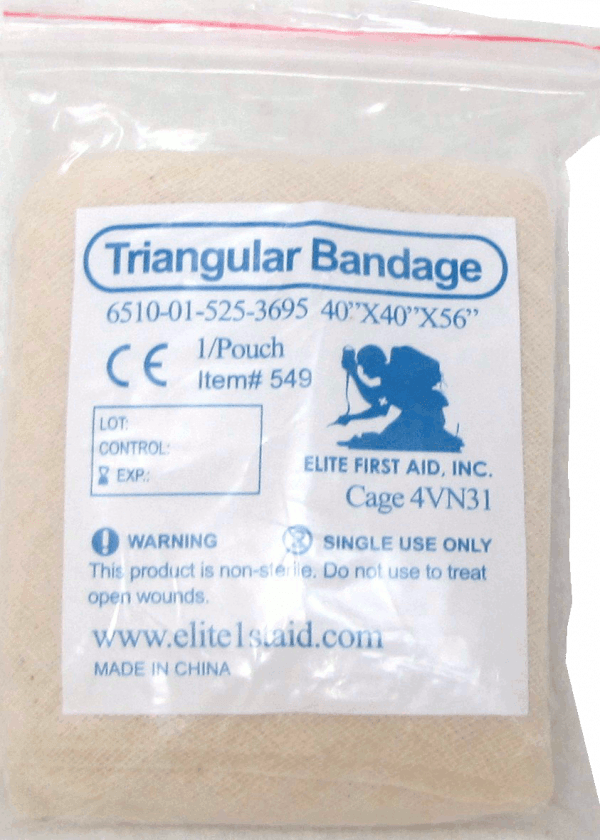 Triangular Bandage
6510-01-525-3695 40"X40"X56"
CE 1/Pouch
Item# 549
LOT:
CONTROL:
EXP.:
ELITE FIRST AID, INC.
Cage 4VN31
WARNING
SINGLE USE ONLY
This product is non-sterile. Do not use to treat
open wounds.
www.elite1staid.com
MADE IN CHINA